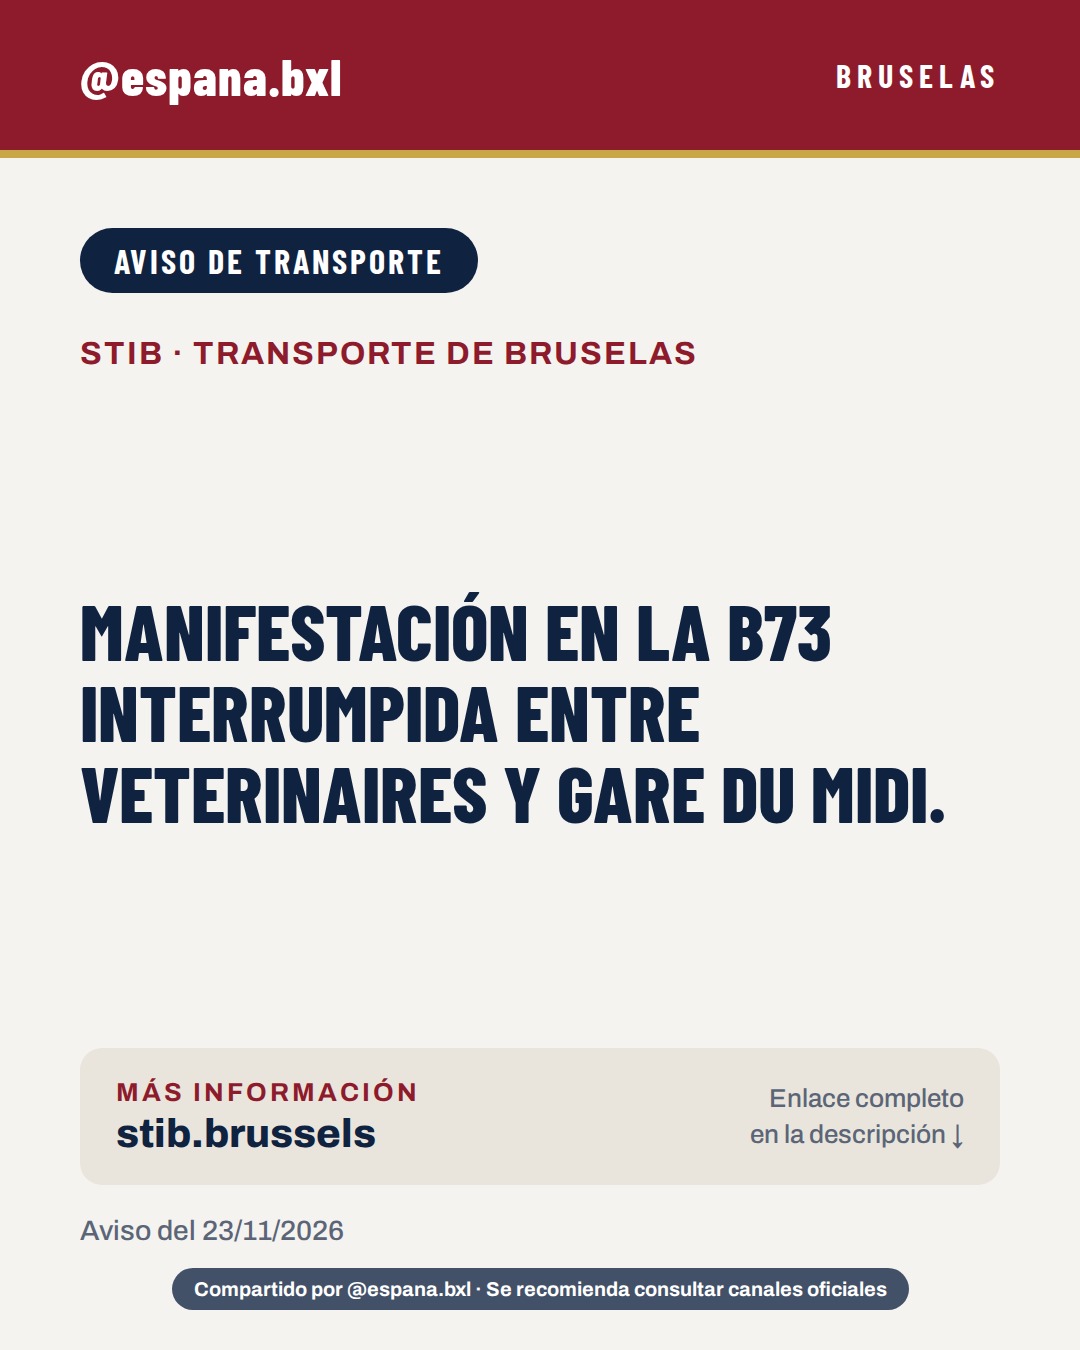 @espana.bxl
BRUSELAS
AVISO DE TRANSPORTE
STIB · TRANSPORTE DE BRUSELAS
MANIFESTACIÓN EN LA B73
INTERRUMPIDA ENTRE
VETERINAIRES Y GARE DU MIDI.
MÁS INFORMACIÓN
stib.brussels
Enlace completo
en la descripción ↓
Aviso del 23/11/2026
Compartido por @espana.bxl · Se recomienda consultar canales oficiales